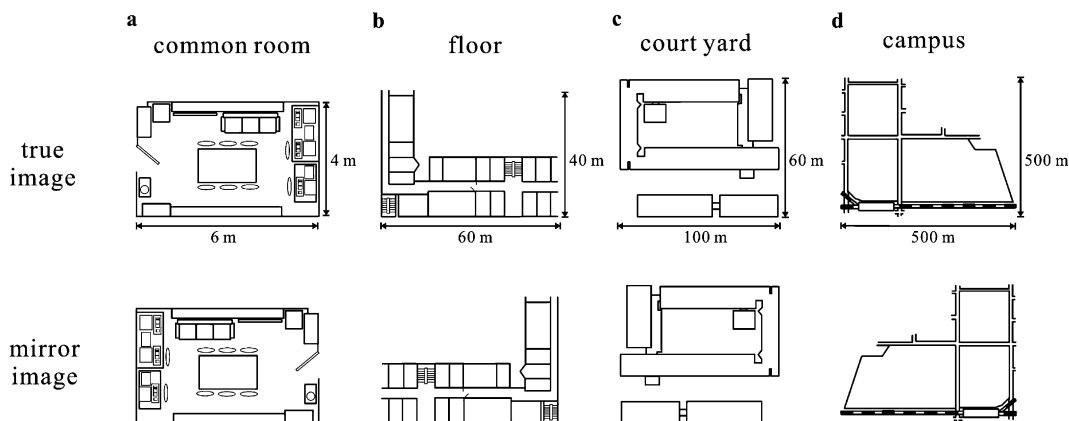 a
common room
b
floor
c
court yard
d
campus
true
image
4 m
6 m
40 m
60 m
60 m
100 m
500 m
500 m
mirror
image